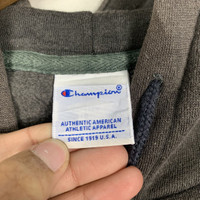 Champion
AUTHENTIC AMERICAN
ATHLETIC APPAREL
SINCE 1919 U.S.A.